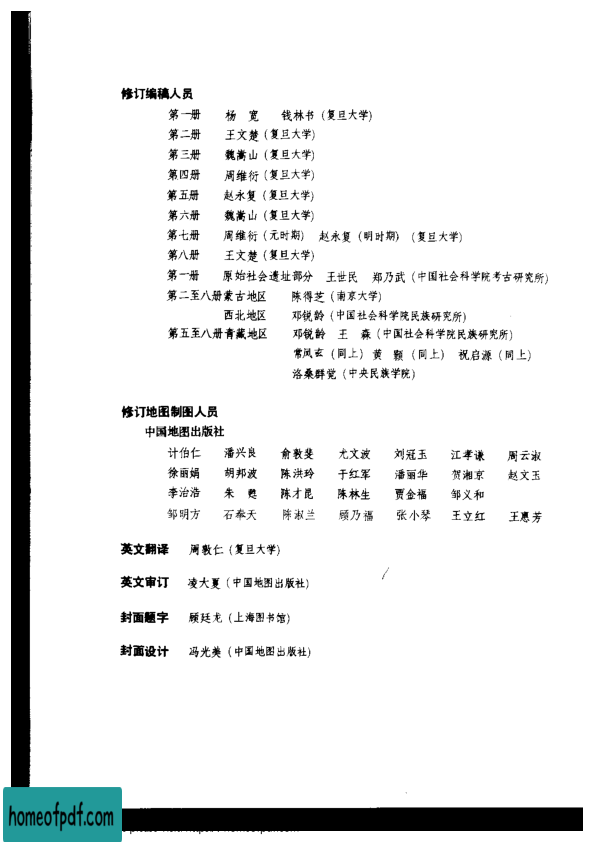 修订编稿人员
第一册 杨 宽 钱林书(复旦大学)
第二册 王文楚(复旦大学)
第三册 魏嵩山(复旦大学)
第四册 周维衍(复旦大学)
第五册 赵永复(复旦大学)
第六册 魏嵩山(复旦大学)
第七册 周维衍(元时期) 赵永复(明时期) (复旦大学)
第八册 王文楚(复旦大学)
第一册 原始社会遗址部分 王世民 郑乃武(中国社会科学院考古研究所)
第二至八册蒙古地区 陈得芝(南京大学)
西北地区 邓锐龄(中国社会科学院民族研究所)
第五至八册青藏地区 邓锐龄 王 森(中国社会科学院民族研究所)
常凤玄(同上) 黄 颢(同上) 祝启源(同上)
洛桑群觉(中央民族学院)
修订地图制图人员
中国地图出版社
计伯仁 潘兴良 俞敦斐 尤文波 刘冠玉 江孝谦 周云淑
徐丽娟 胡邦波 陈洪玲 于红军 潘丽华 贺湘京 赵文玉
李治浩 朱 甦 陈才昆 陈林生 贾金福 邹义和
邹明方 石奉天 陈淑兰 顾乃福 张小琴 王立红 王惠芳
英文翻译 周敦仁(复旦大学)
英文审订 凌大夏(中国地图出版社)
封面题字 顾廷龙(上海图书馆)
封面设计 冯光美(中国地图出版社)
homeofpdf.com